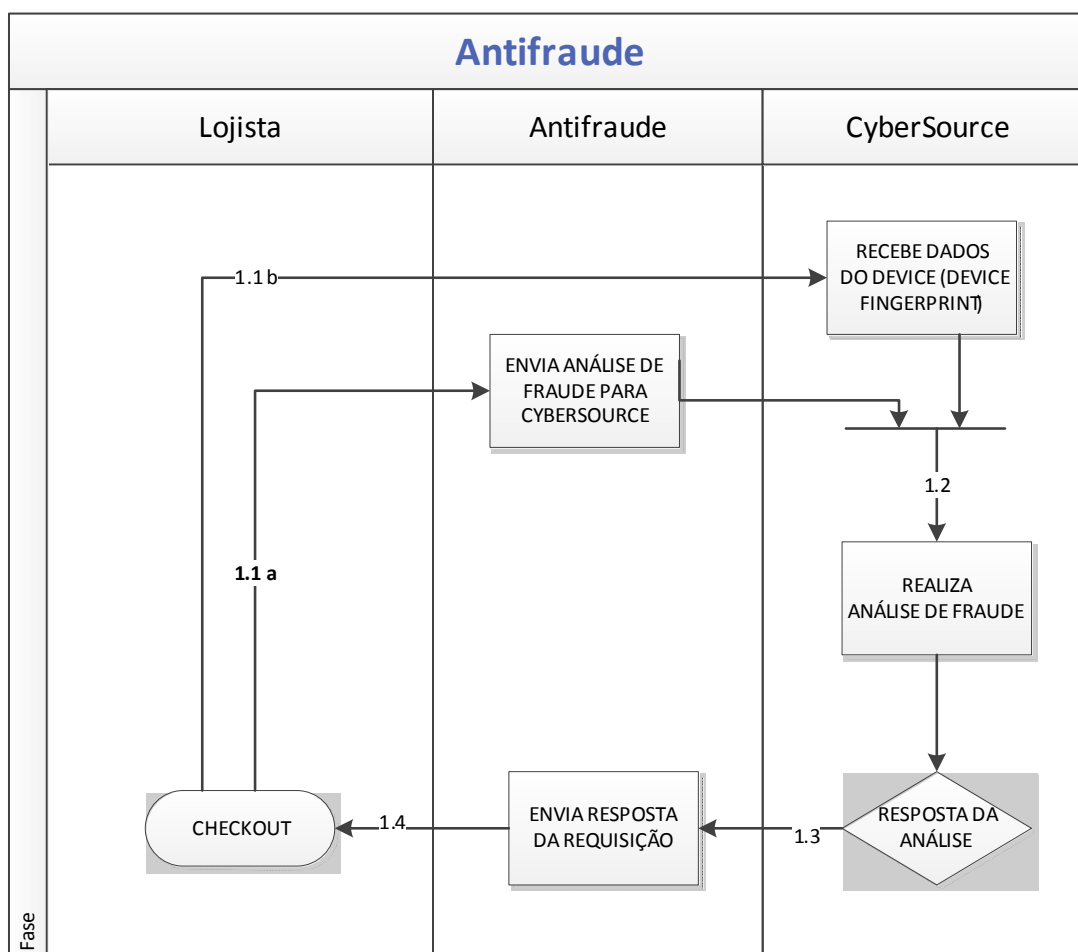 Antifraude
Lojista
Antifraude
CyberSource
RECEBE DADOS
DO DEVICE (DEVICE
FINGERPRINT)
1.1 b
ENVIA ANÁLISE DE
FRAUDE PARA
CYBERSOURCE
1.2
1.1 a
REALIZA
ANÁLISE DE FRAUDE
CHECKOUT
1.4
ENVIA RESPOSTA
DA REQUISIÇÃO
1.3
RESPOSTA DA
ANÁLISE
Fase